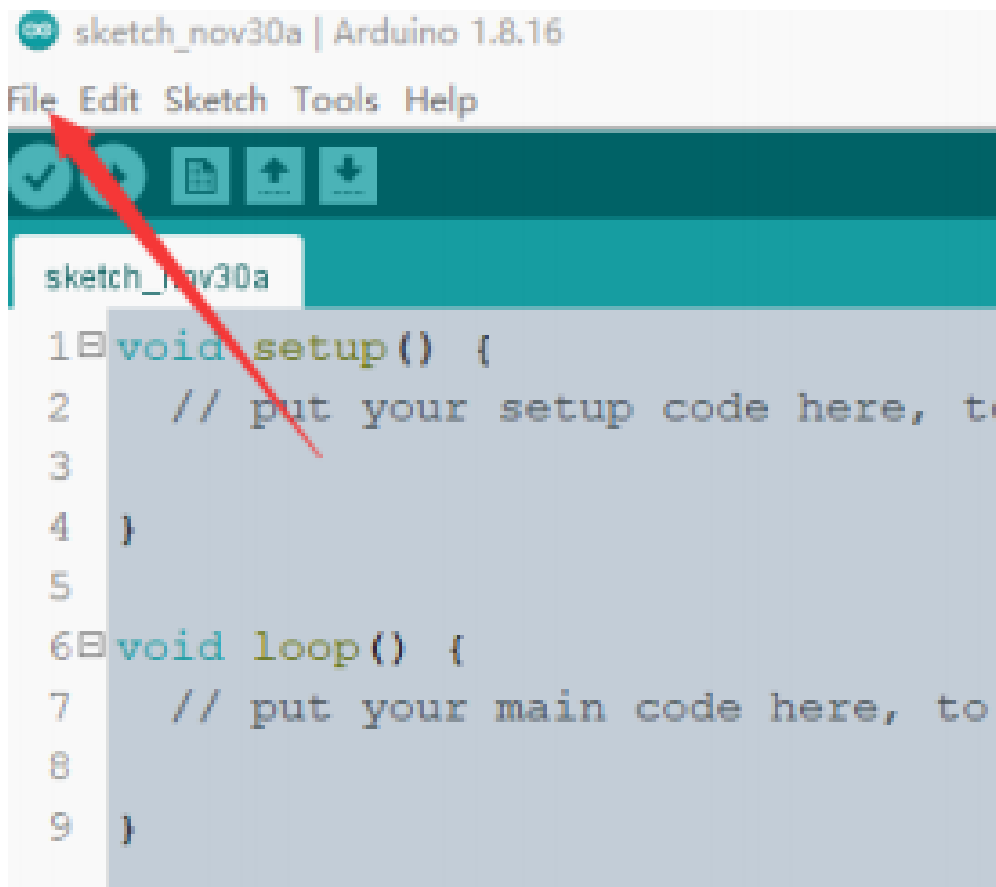 sketch_nov30a | Arduino 1.8.16
File Edit Sketch Tools Help
sketch_nov30a
1 void setup() {
2 // put your setup code here,
3
4 }
5
6 void loop() {
7 // put your main code here, to
8
9 }